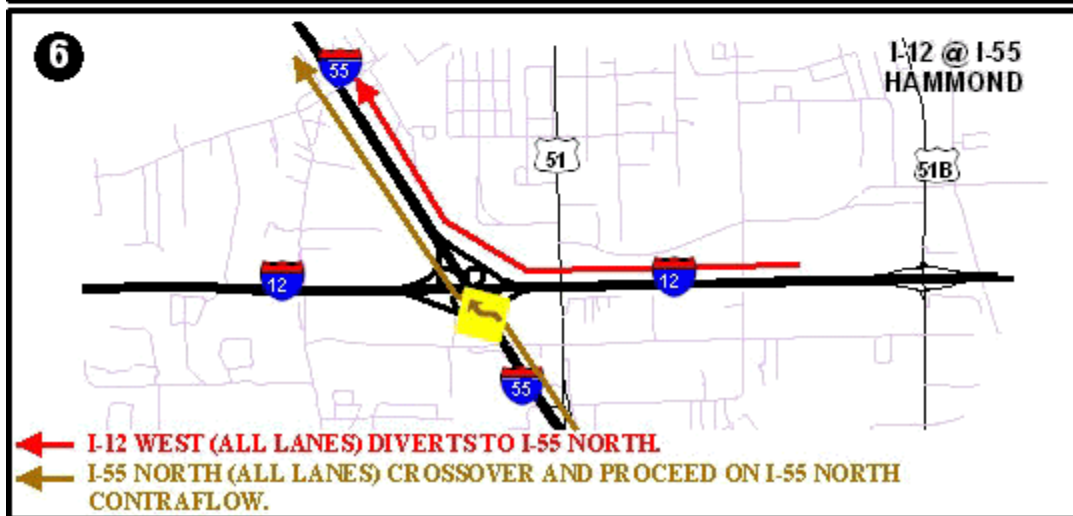 6
I-12 @ I-55
HAMMOND
55
51
51B
12
12
55
I-12 WEST (ALL LANES) DIVERTS TO I-55 NORTH.
I-55 NORTH (ALL LANES) CROSSOVER AND PROCEED ON I-55 NORTH
CONTRAFLOW.